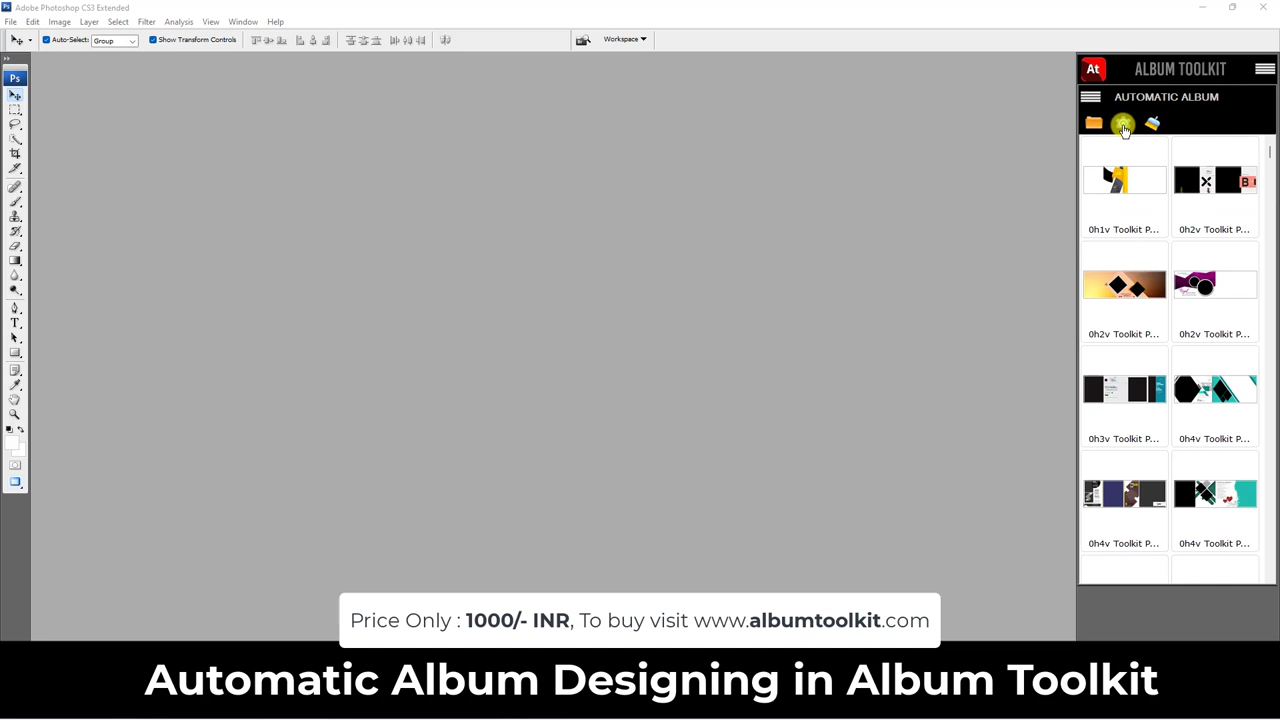 Ps Adobe Photoshop CS3 Extended
File Edit Image Layer Select Filter Analysis View Window Help
Auto-Select: Group Show Transform Controls Workspace
Ps
At ALBUM TOOLKIT
AUTOMATIC ALBUM
0h1v Toolkit P... 0h2v Toolkit P...
0h2v Toolkit P... 0h2v Toolkit P...
0h3v Toolkit P... 0h4v Toolkit P...
0h4v Toolkit P... 0h4v Toolkit P...
Price Only : 1000/- INR, To buy visit www.albumtoolkit.com
Automatic Album Designing in Album Toolkit